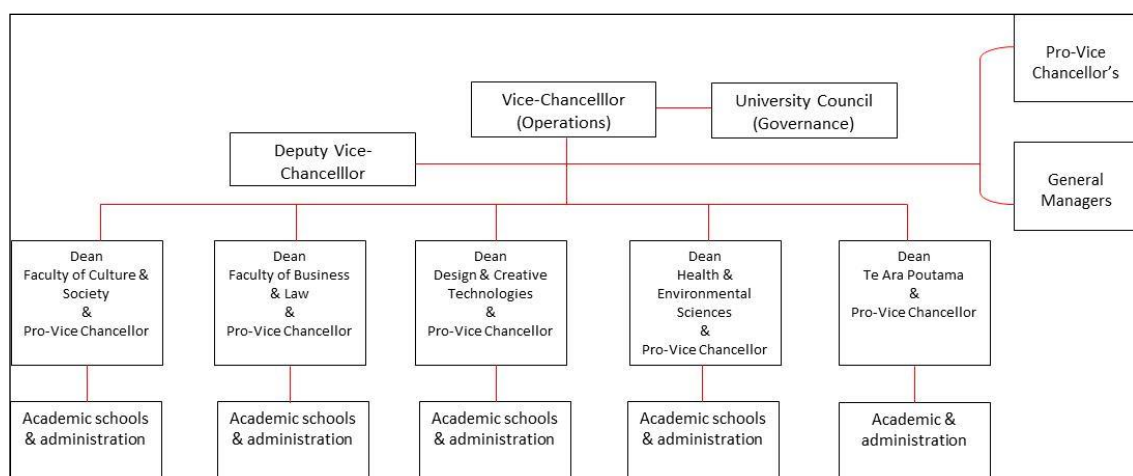 Pro-Vice
Chancellor's
Vice-Chancelllor
(Operations)
University Council
(Governance)
Deputy Vice-
Chancelllor
General
Managers
Dean
Faculty of Culture &
Society
&
Pro-Vice Chancellor
Dean
Faculty of Business
& Law
&
Pro-Vice Chancellor
Dean
Design & Creative
Technologies
&
Pro-Vice Chancellor
Dean
Health &
Environmental
Sciences
&
Pro-Vice Chancellor
Dean
Te Ara Poutama
&
Pro-Vice Chancellor
Academic schools
& administration
Academic schools
& administration
Academic schools
& administration
Academic schools
& administration
Academic &
administration